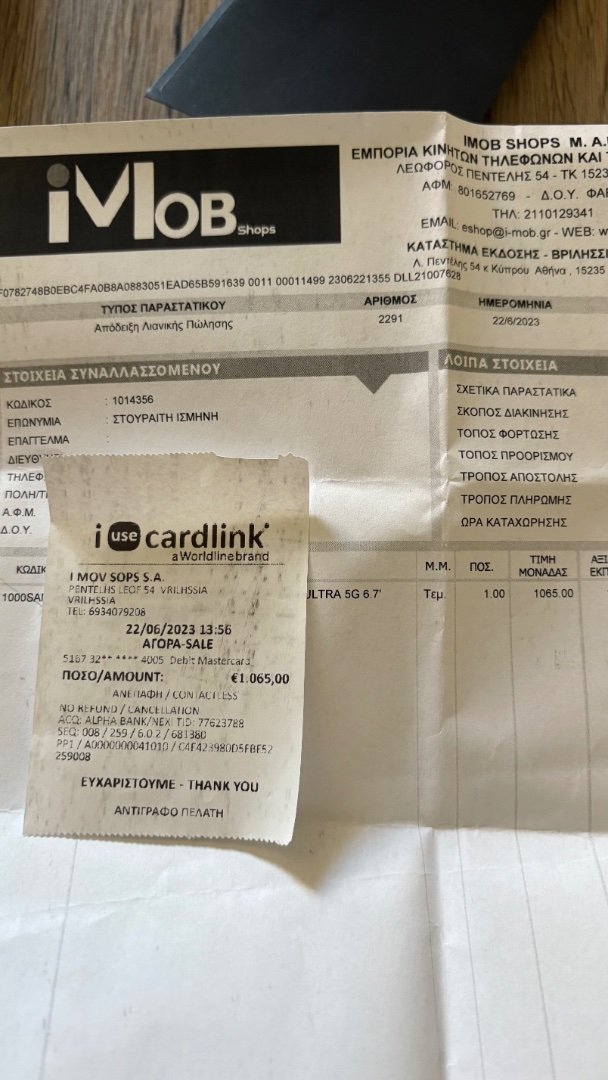 iMOB Shops
IMOB SHOPS Μ. Α.
ΕΜΠΟΡΙΑ ΚΙΝΗΤΩΝ ΤΗΛΕΦΩΝΩΝ ΚΑΙ
ΛΕΩΦΟΡΟΣ ΠΕΝΤΕΛΗΣ 54 - ΤΚ 1523
ΑΦΜ: 801652769 - Δ.Ο.Υ.
ΤΗΛ: 2110129341
EMAIL: eshop@i-mob.gr - WEB:
ΚΑΤΑΣΤΗΜΑ ΕΚΔΟΣΗΣ - ΒΡΙΛΗΣΣ
Λ. Πεντέλης 54 κ Κύπρου Αθήνα , 15235
F0782748B0EBC4FA0B8A0883051EAD65B591639 0011 00011499 2306221355 DLL21007628
ΤΥΠΟΣ ΠΑΡΑΣΤΑΤΙΚΟΥ ΑΡΙΘΜΟΣ ΗΜΕΡΟΜΗΝΙΑ
Απόδειξη Λιανικής Πώλησης 2291 22/6/2023
ΣΤΟΙΧΕΙΑ ΣΥΝΑΛΛΑΣΣΟΜΕΝΟΥ
ΚΩΔΙΚΟΣ : 1014356
ΕΠΩΝΥΜΙΑ : ΣΤΟΥΡΑΙΤΗ ΙΣΜΗΝΗ
ΕΠΑΓΓΕΛΜΑ :
Α.Φ.Μ.
Δ.Ο.Υ.
ΛΟΙΠΑ ΣΤΟΙΧΕΙΑ
ΣΧΕΤΙΚΑ ΠΑΡΑΣΤΑΤΙΚΑ
ΣΚΟΠΟΣ ΔΙΑΚΙΝΗΣΗΣ
ΤΟΠΟΣ ΦΟΡΤΩΣΗΣ
ΤΟΠΟΣ ΠΡΟΟΡΙΣΜΟΥ
ΤΡΟΠΟΣ ΑΠΟΣΤΟΛΗΣ
ΤΡΟΠΟΣ ΠΛΗΡΩΜΗΣ
ΩΡΑ ΚΑΤΑΧΩΡΗΣΗΣ
ΚΩΔΙΚ Μ.Μ. ΠΟΣ. ΤΙΜΗ ΜΟΝΑΔΑΣ
1000SAM ULTRA 5G 6.7' Τεμ. 1.00 1065.00
i use cardlink
a Worldline brand
I MOV SOPS S.A.
PENTELHS LEOF 54 VRILHSSIA
VRILHSSIA
TEL: 6934079208
22/06/2023 13:56
ΑΓΟΡΑ-SALE
5167 32** **** 4005 Debit Mastercard
ΠΟΣΟ/AMOUNT: €1.065,00
ΑΝΕΠΑΦΗ / CONTACTLESS
NO REFUND / CANCELLATION
ACQ: ALPHA BANK/NEXI TID: 77623788
SEQ: 008 / 259 / 6.0.2 / 681380
PP1 / A0000000041010 / C4E423980D5FBF52
259008
ΕΥΧΑΡΙΣΤΟΥΜΕ - THANK YOU
ΑΝΤΙΓΡΑΦΟ ΠΕΛΑΤΗ